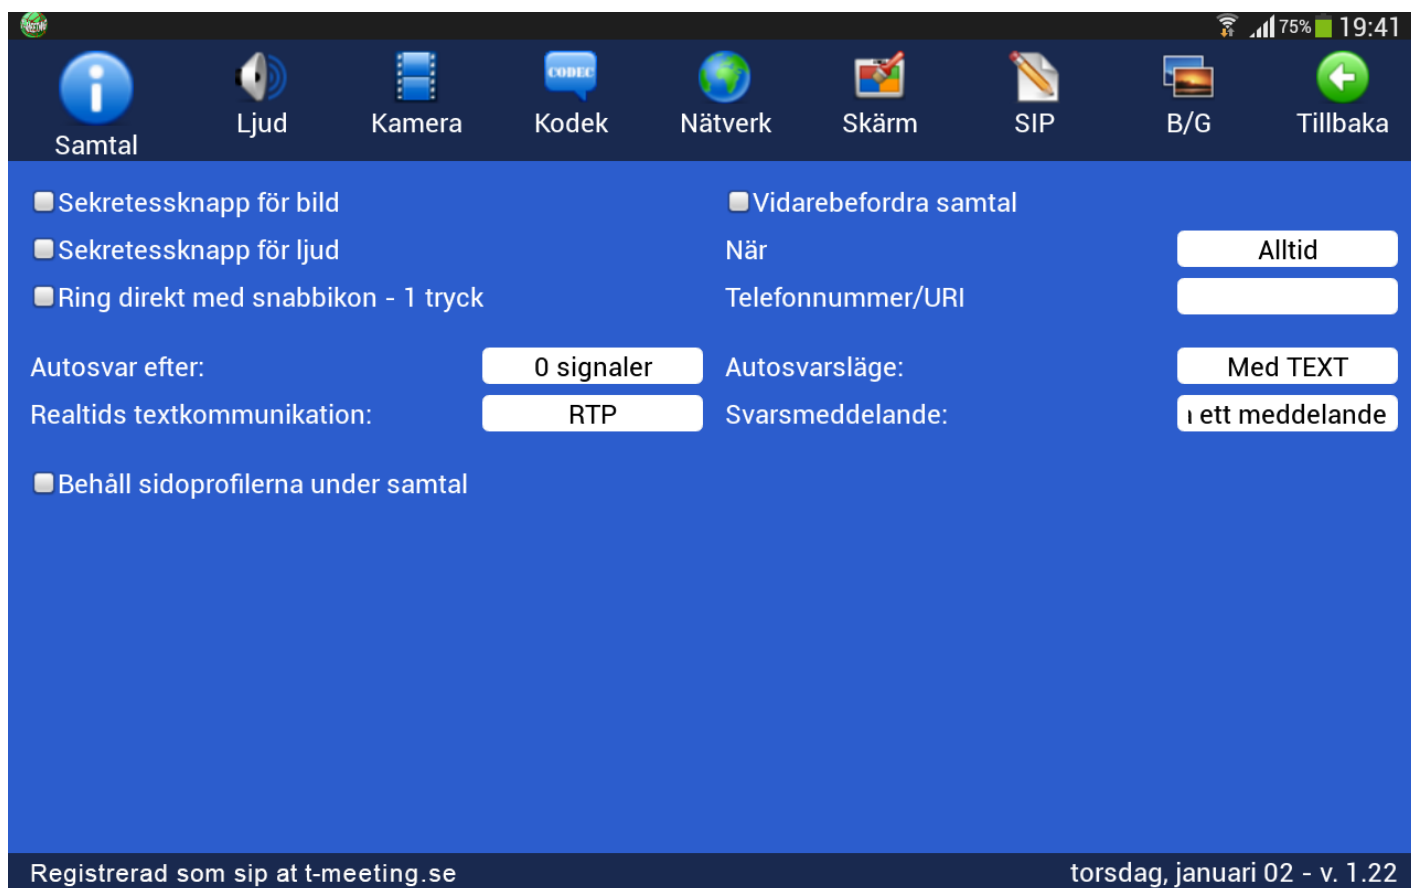 75% 19:41
Samtal
Ljud
Kamera
CODEC
Kodek
Nätverk
Skärm
SIP
B/G
Tillbaka
Sekretessknapp för bild
Sekretessknapp för ljud
Ring direkt med snabbikon - 1 tryck
Vidarebefordra samtal
När Alltid
Telefonnummer/URI
Autosvar efter: 0 signaler
Realtids textkommunikation: RTP
Autosvarsläge: Med TEXT
Svarsmeddelande: ett meddelande
Behåll sidoprofilerna under samtal
Registrerad som sip at t-meeting.se
torsdag, januari 02 - v. 1.22